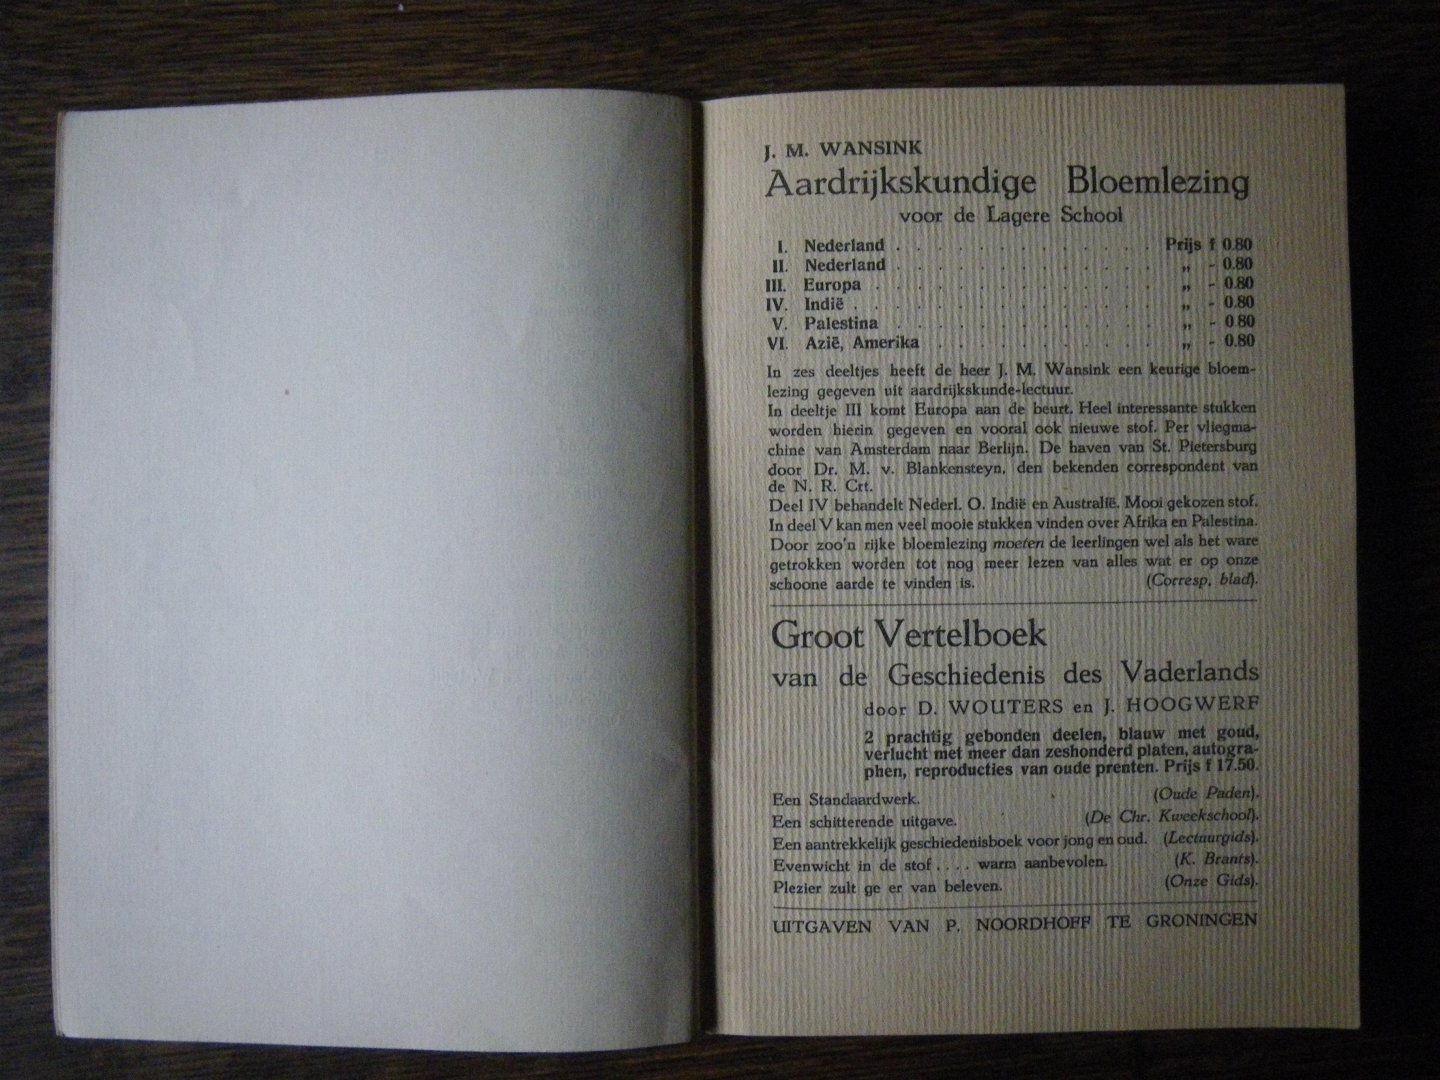 J. M. WANSINK
Aardrijkskundige Bloemlezing
voor de Lagere School
I. Nederland . . . . . . . . . . . . . Prijs f 0.80
II. Nederland . . . . . . . . . . . . . „ - 0.80
III. Europa . . . . . . . . . . . . . . „ - 0.80
IV. Indië . . . . . . . . . . . . . . . „ - 0.80
V. Palestina . . . . . . . . . . . . . „ - 0.80
VI. Azië, Amerika . . . . . . . . . . . „ - 0.80
In zes deeltjes heeft de heer J. M. Wansink een keurige bloem-
lezing gegeven uit aardrijkskunde-lectuur.
In deeltje III komt Europa aan de beurt. Heel interessante stukken
worden hierin gegeven en vooral ook nieuwe stof. Per vliegma-
chine van Amsterdam naar Berlijn. De haven van St. Pietersburg
door Dr. M. v. Blankensteyn, den bekenden correspondent van
de N. R. Crt.
Deel IV behandelt Nederl. O. Indië en Australië. Mooi gekozen stof.
In deel V kan men veel mooie stukken vinden over Afrika en Palestina.
Door zoo'n rijke bloemlezing moeten de leerlingen wel als het ware
getrokken worden tot nog meer lezen van alles wat er op onze
schoone aarde te vinden is. (Corresp. blad).
Groot Vertelboek
van de Geschiedenis des Vaderlands
door D. WOUTERS en J. HOOGWERF
2 prachtig gebonden deelen, blauw met goud,
verlucht met meer dan zeshonderd platen, autogra-
phen, reproducties van oude prenten. Prijs f 17.50.
Een Standaardwerk. (Oude Paden).
Een schitterende uitgave. (De Chr. Kweekschool).
Een aantrekkelijk geschiedenisboek voor jong en oud. (Lectuurgids).
Evenwicht in de stof . . . . warm aanbevolen. (K. Brants).
Plezier zult ge er van beleven. (Onze Gids).
UITGAVEN VAN P. NOORDHOFF TE GRONINGEN